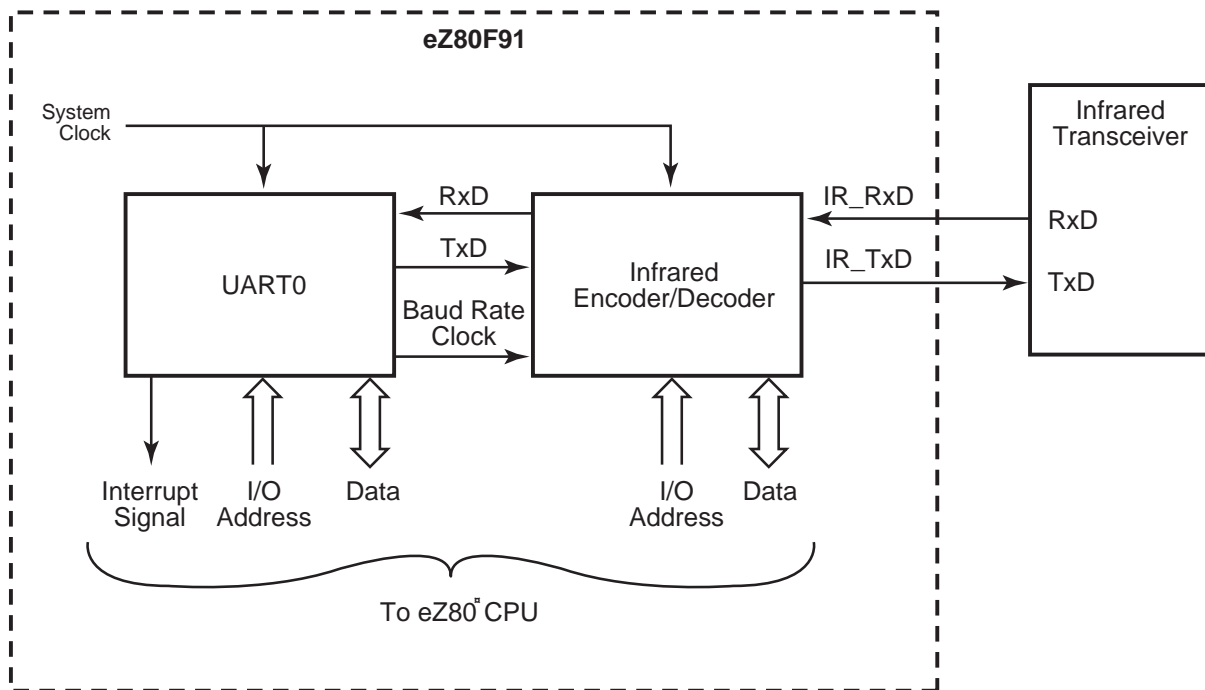 eZ80F91
System
Clock
Infrared
Transceiver
RxD
IR_RxD
RxD
TxD
IR_TxD
TxD
UART0
Infrared
Encoder/Decoder
Baud Rate
Clock
Interrupt
Signal
I/O
Address
Data
I/O
Address
Data
To eZ80¤ CPU